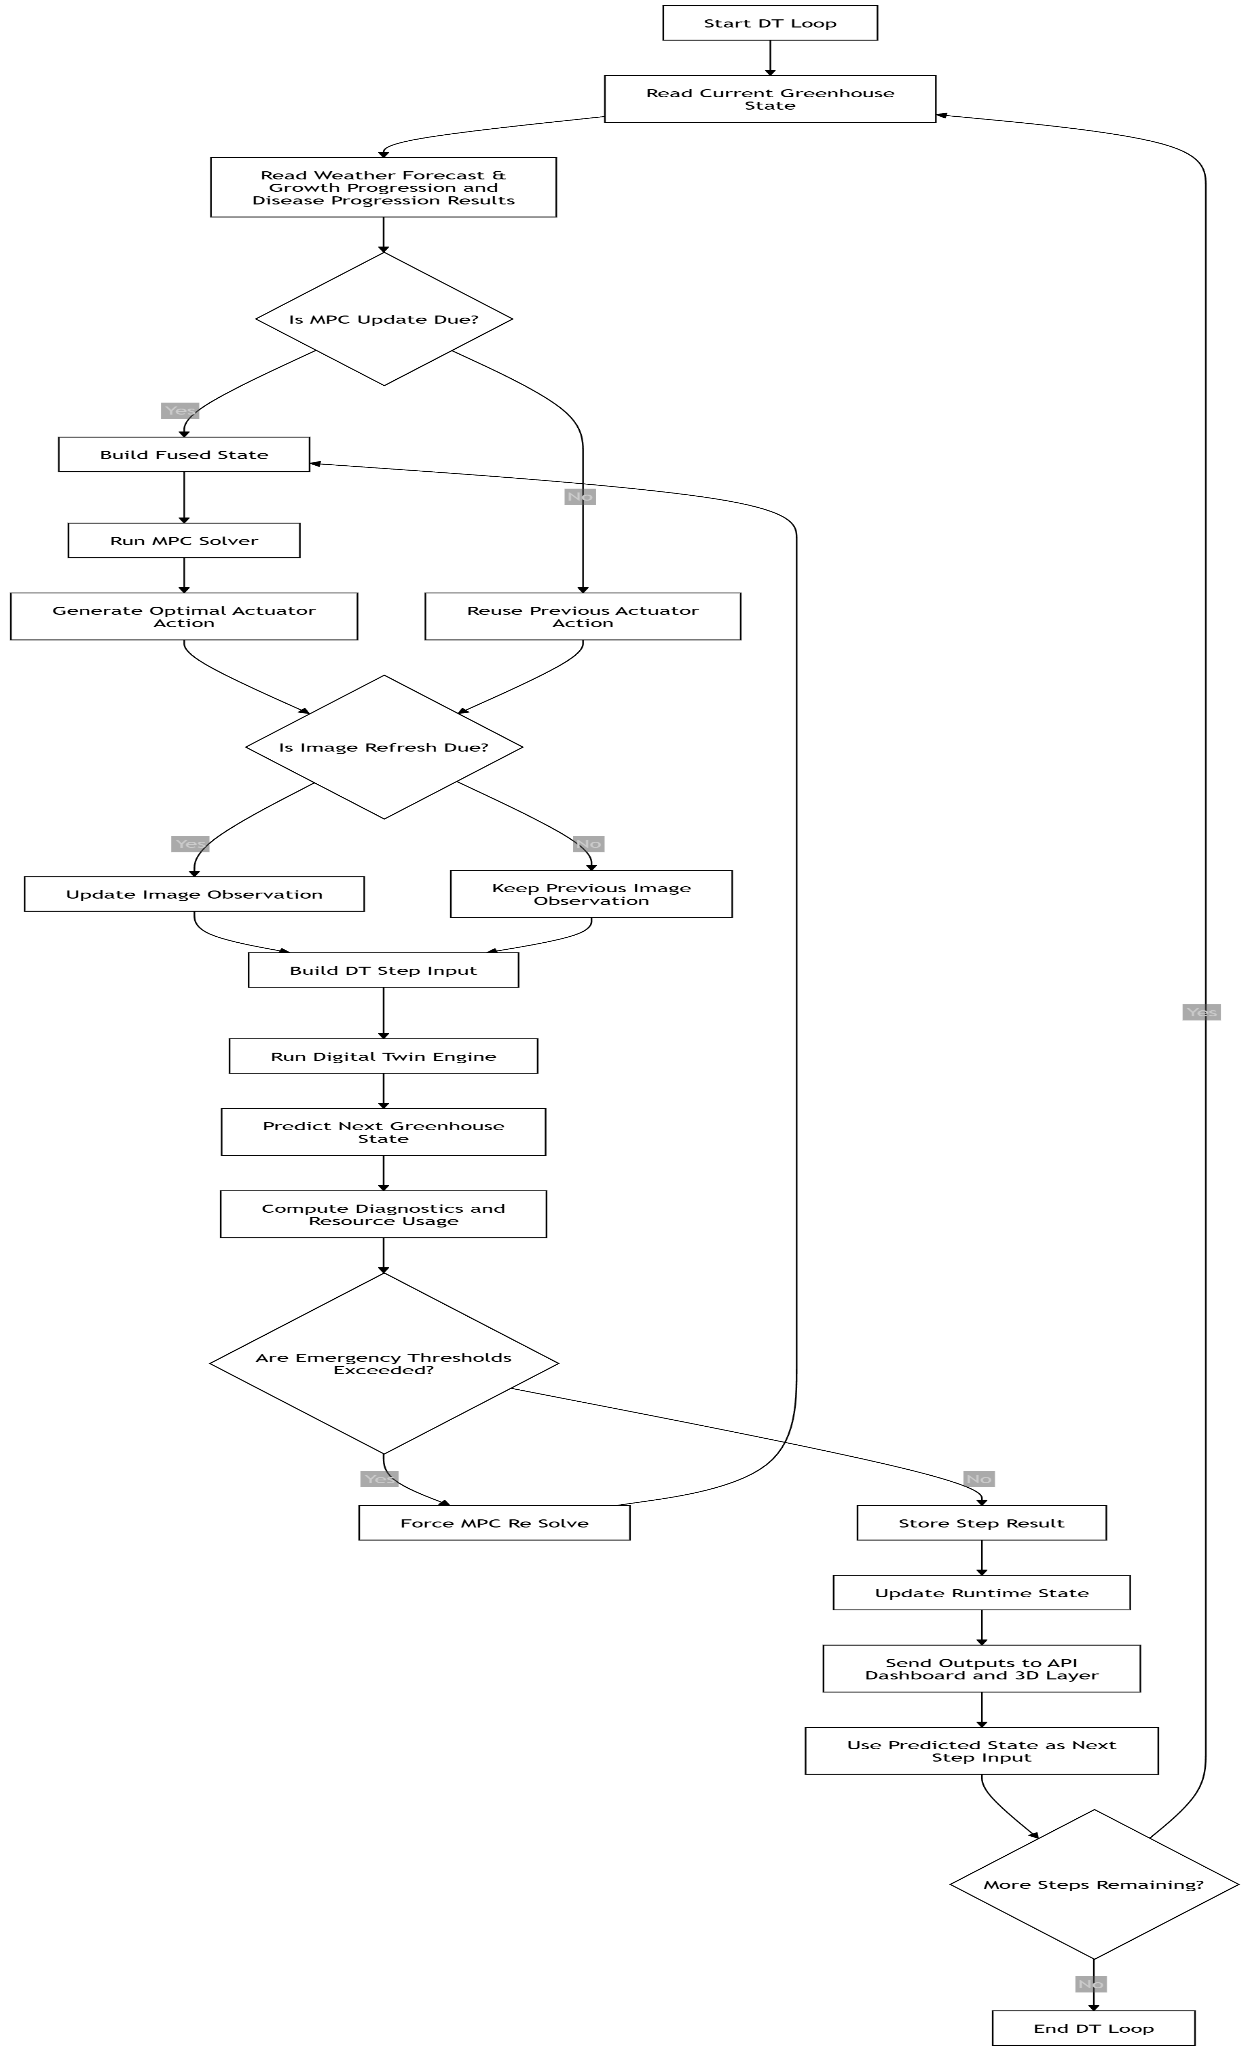 Start DT Loop
Read Current Greenhouse
State
Read Weather Forecast &
Growth Progression and
Disease Progression Results
Is MPC Update Due?
Yes
Build Fused State
No
Run MPC Solver
Generate Optimal Actuator
Action
Reuse Previous Actuator
Action
Is Image Refresh Due?
Yes
No
Update Image Observation
Keep Previous Image
Observation
Build DT Step Input
Yes
Run Digital Twin Engine
Predict Next Greenhouse
State
Compute Diagnostics and
Resource Usage
Are Emergency Thresholds
Exceeded?
Yes
No
Force MPC Re Solve
Store Step Result
Update Runtime State
Send Outputs to API
Dashboard and 3D Layer
Use Predicted State as Next
Step Input
More Steps Remaining?
No
End DT Loop